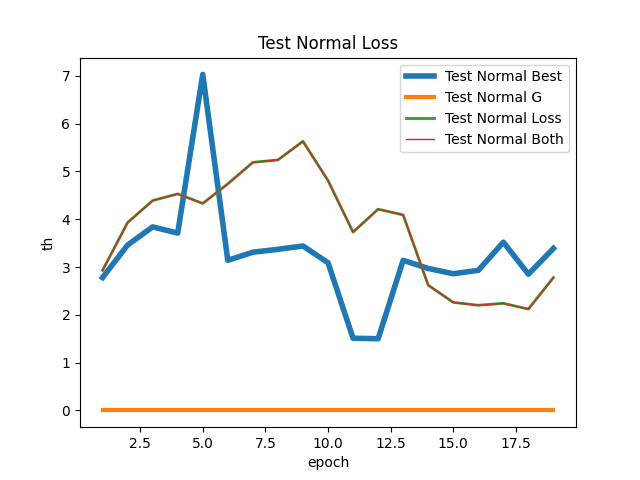 Test Normal Loss
Test Normal Best
Test Normal G
Test Normal Loss
Test Normal Both
th
7
6
5
4
3
2
1
0
2.5 5.0 7.5 10.0 12.5 15.0 17.5
epoch